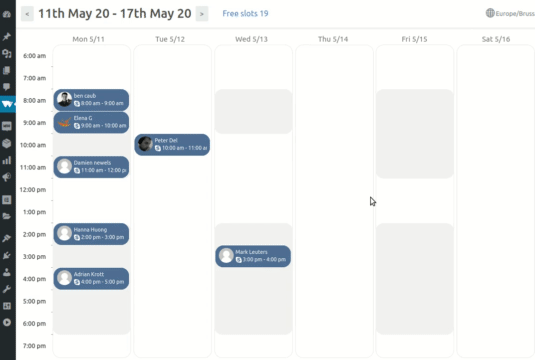 < 11th May 20 - 17th May 20 > Free slots 19 Europe/Bruss
Mon 5/11 Tue 5/12 Wed 5/13 Thu 5/14 Fri 5/15 Sat 5/16
6:00 am
7:00 am
8:00 am
ben caub
8:00 am - 9:00 am
9:00 am
Elena G
9:00 am - 10:00 am
10:00 am
Peter Del
10:00 am - 11:00 a
11:00 am
Damien newels
11:00 am - 12:00 p
12:00 pm
1:00 pm
2:00 pm
Hanna Huong
2:00 pm - 3:00 pm
3:00 pm
Mark Leuters
3:00 pm - 4:00 pm
4:00 pm
Adrian Krott
4:00 pm - 5:00 pm
5:00 pm
6:00 pm
7:00 pm